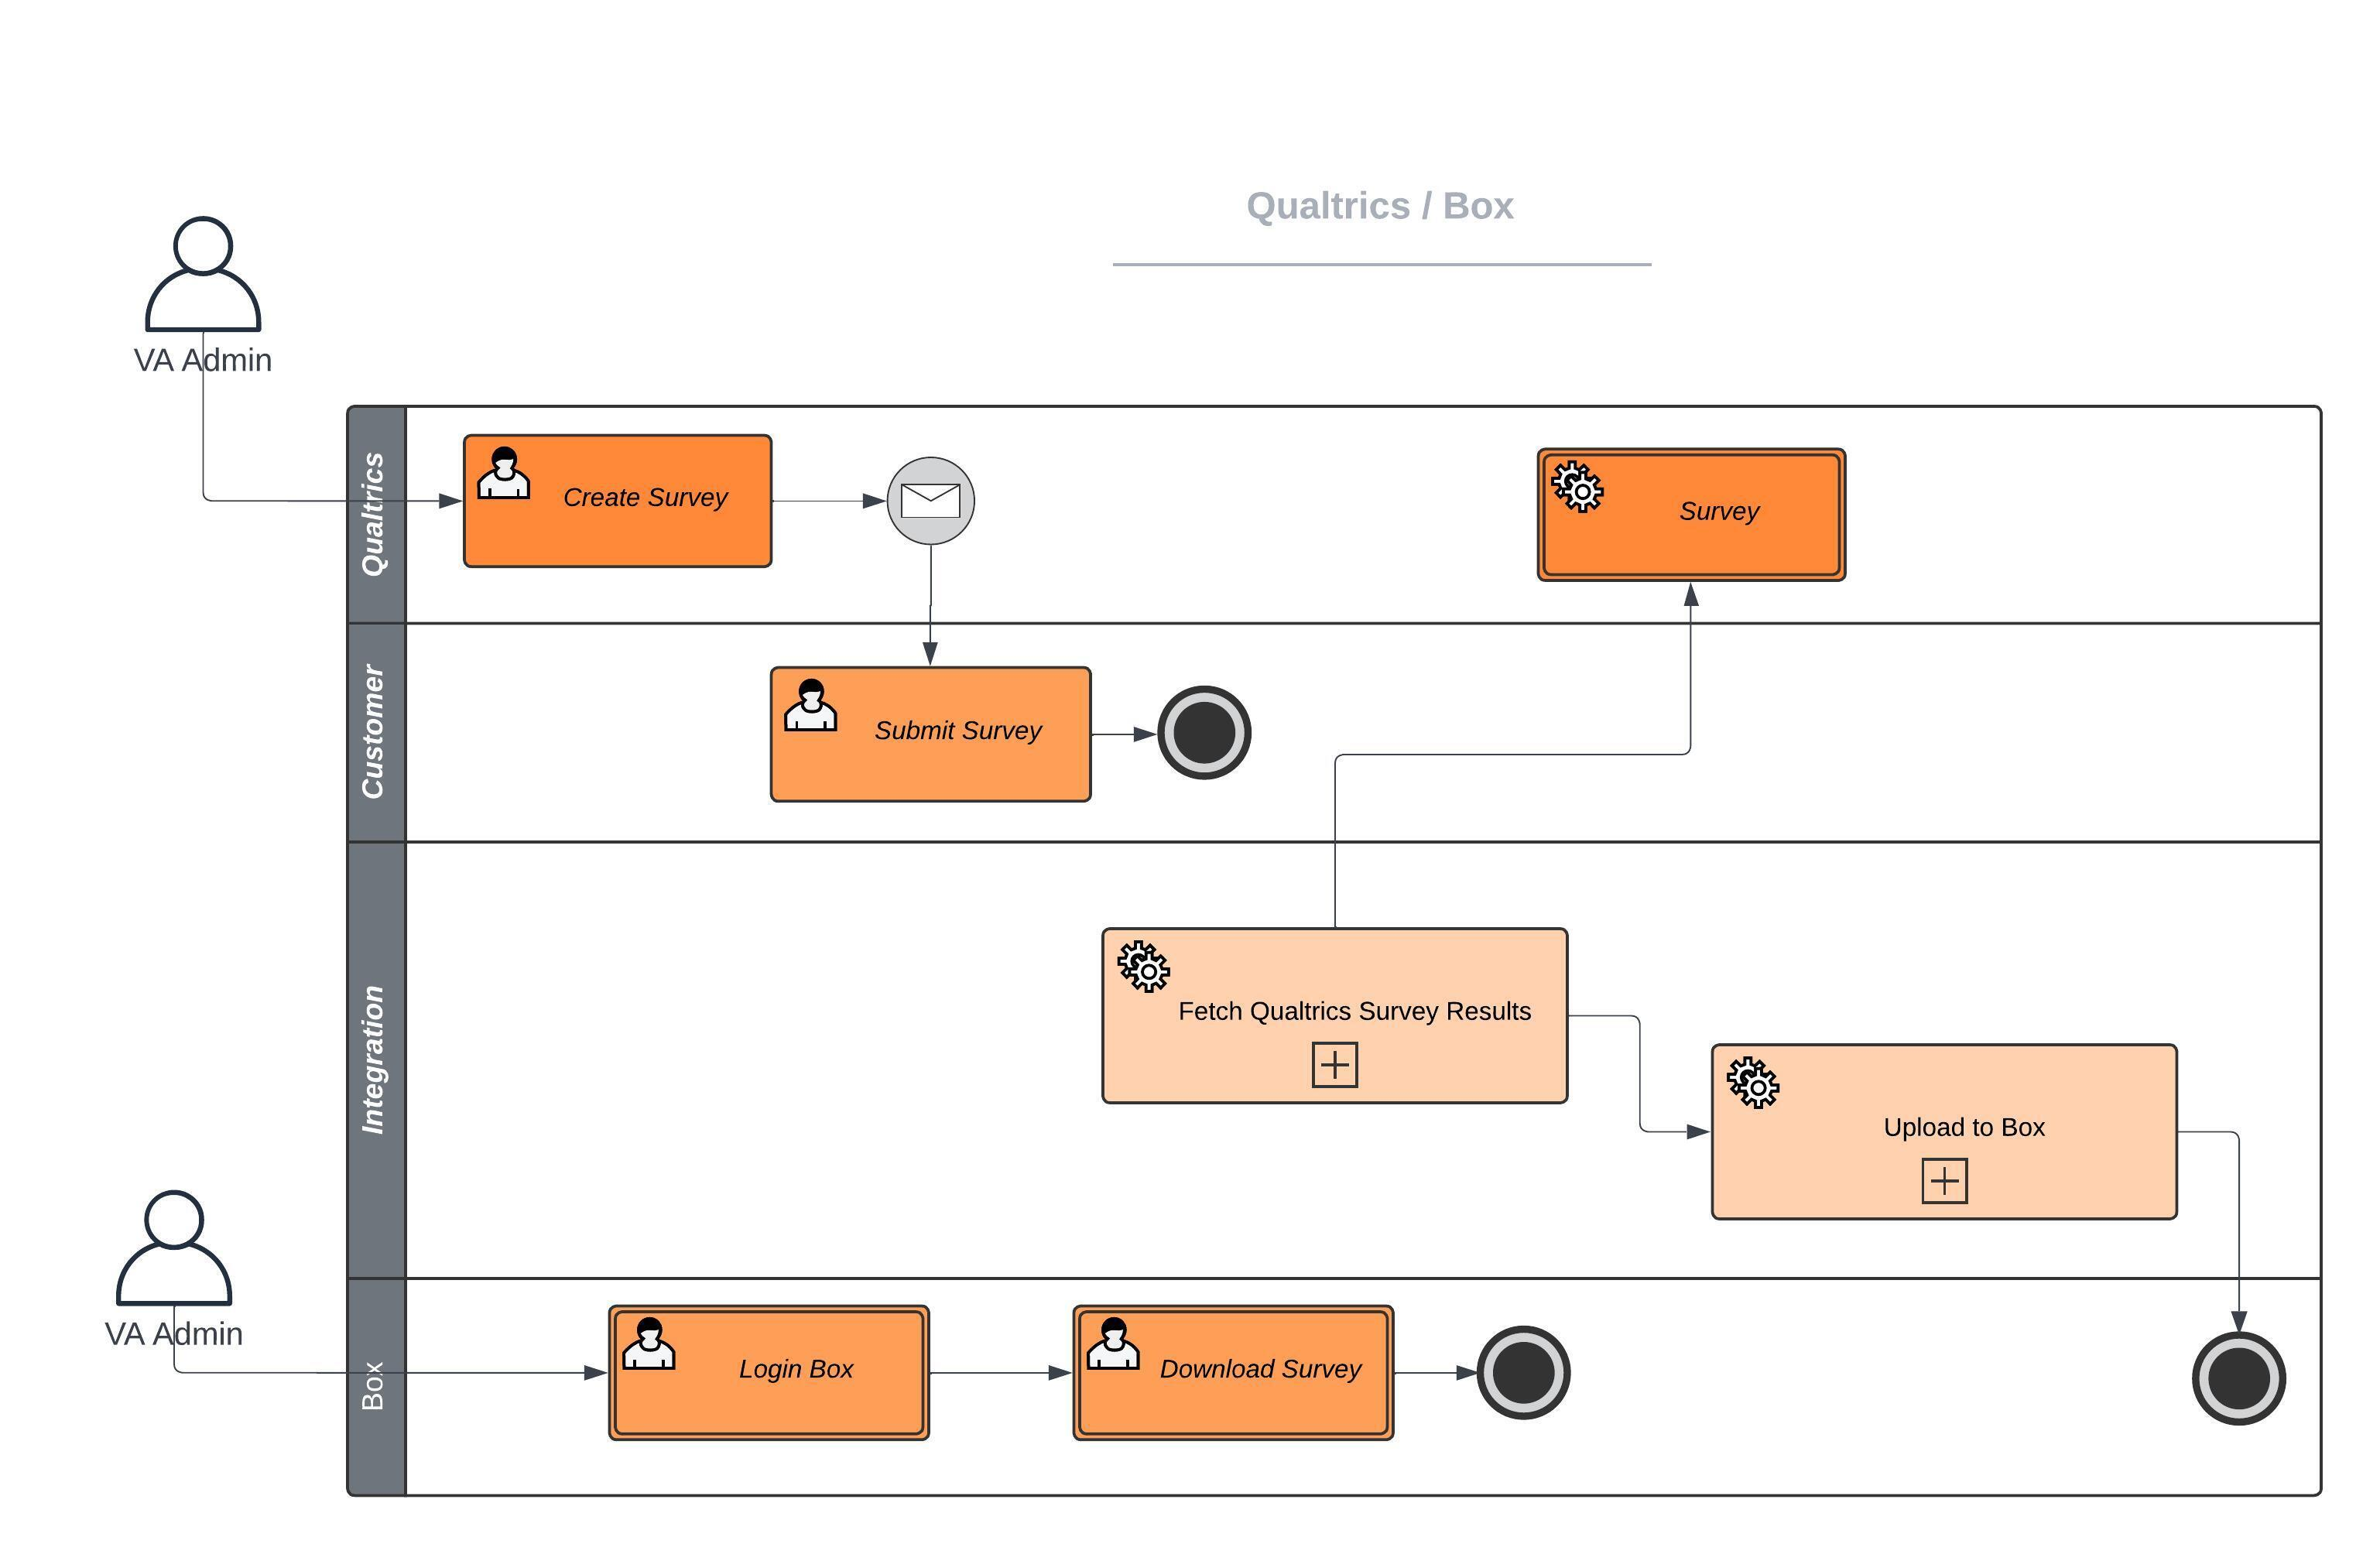 Qualtrics / Box
VA Admin
Qualtrics
Create Survey
Survey
Customer
Submit Survey
Integration
Fetch Qualtrics Survey Results
Upload to Box
VA Admin
Box
Login Box
Download Survey